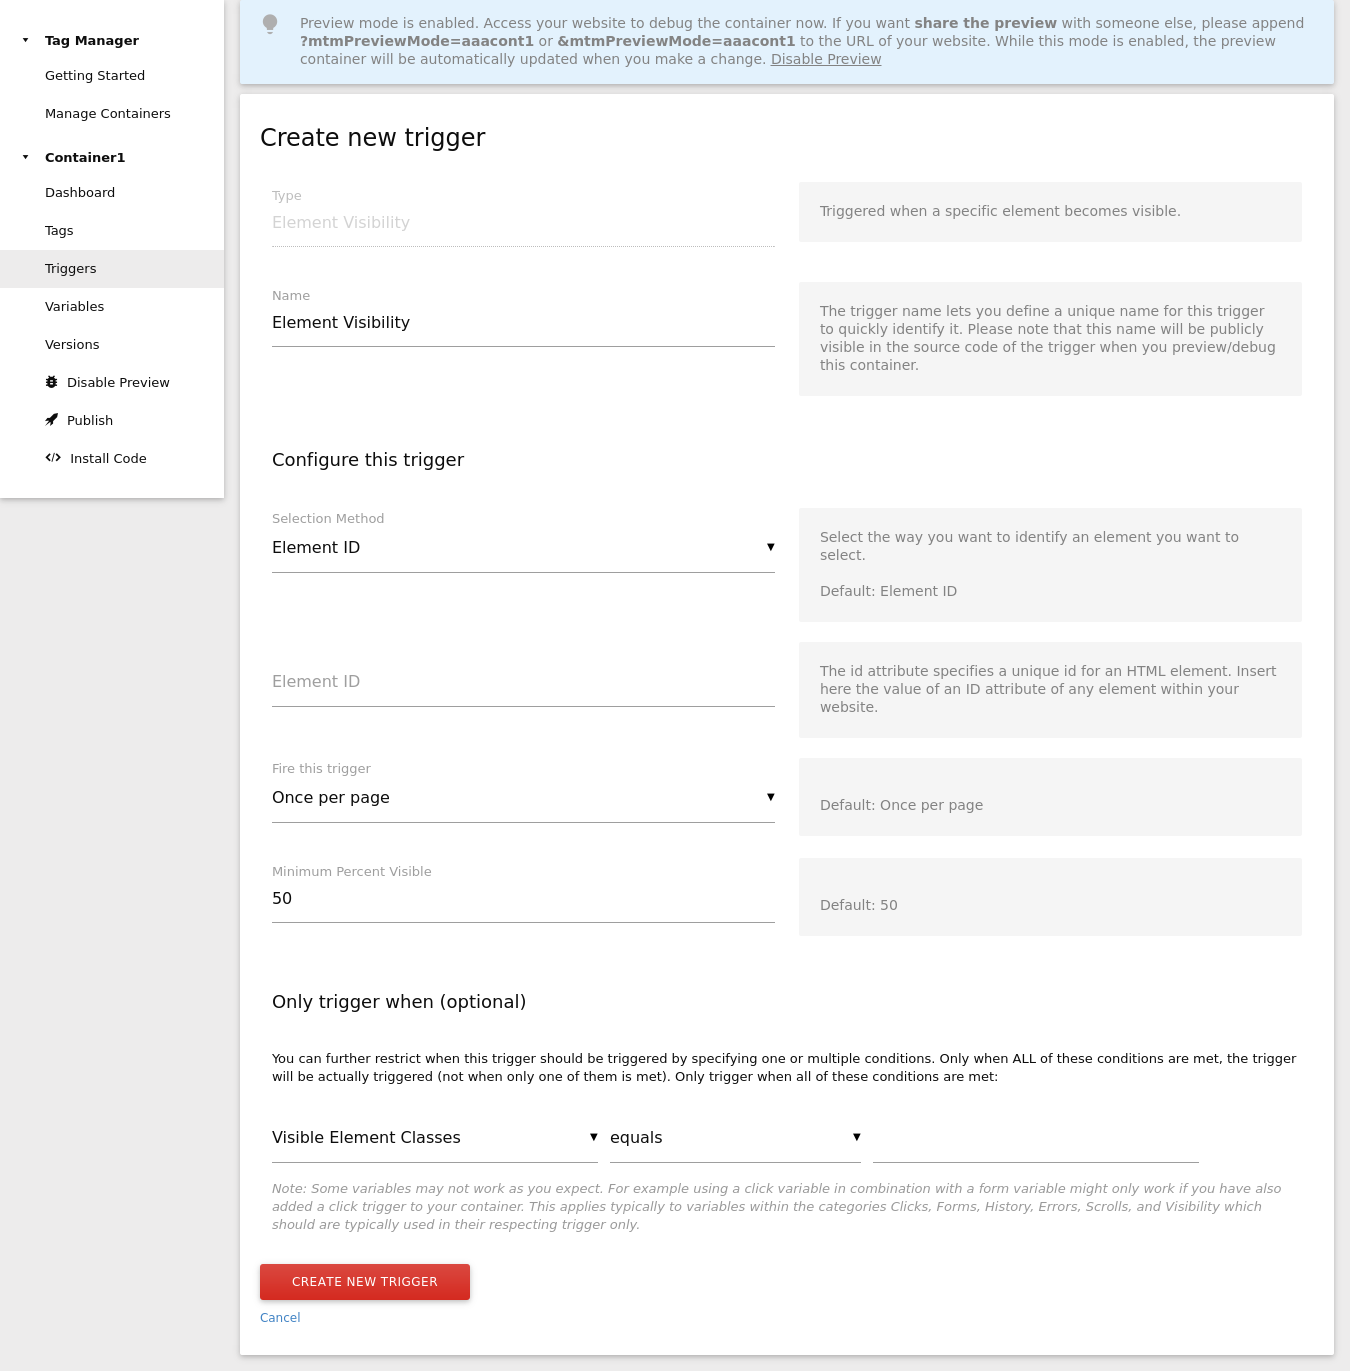 Tag Manager
Getting Started
Manage Containers
Container1
Dashboard
Tags
Triggers
Variables
Versions
Disable Preview
Publish
Install Code
Preview mode is enabled. Access your website to debug the container now. If you want share the preview with someone else, please append
?mtmPreviewMode=aaacont1 or &mtmPreviewMode=aaacont1 to the URL of your website. While this mode is enabled, the preview
container will be automatically updated when you make a change. Disable Preview
Create new trigger
Type
Element Visibility
Triggered when a specific element becomes visible.
Name
Element Visibility
The trigger name lets you define a unique name for this trigger
to quickly identify it. Please note that this name will be publicly
visible in the source code of the trigger when you preview/debug
this container.
Configure this trigger
Selection Method
Element ID
Select the way you want to identify an element you want to
select.
Default: Element ID
Element ID
The id attribute specifies a unique id for an HTML element. Insert
here the value of an ID attribute of any element within your
website.
Fire this trigger
Once per page
Default: Once per page
Minimum Percent Visible
50
Default: 50
Only trigger when (optional)
You can further restrict when this trigger should be triggered by specifying one or multiple conditions. Only when ALL of these conditions are met, the trigger
will be actually triggered (not when only one of them is met). Only trigger when all of these conditions are met:
Visible Element Classes
equals
Note: Some variables may not work as you expect. For example using a click variable in combination with a form variable might only work if you have also
added a click trigger to your container. This applies typically to variables within the categories Clicks, Forms, History, Errors, Scrolls, and Visibility which
should are typically used in their respecting trigger only.
CREATE NEW TRIGGER
Cancel